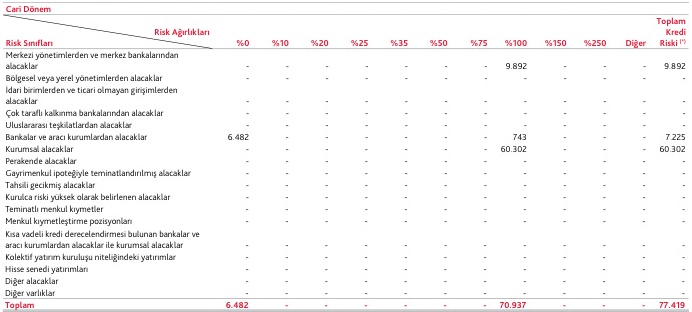 Cari Dönem
Risk Ağırlıkları
Toplam
Kredi
Risk Sınıfları %0 %10 %20 %25 %35 %50 %75 %100 %150 %250 Diğer Riski (*)
Merkezi yönetimlerden ve merkez bankalarından
alacaklar - - - - - - - 9.892 - - - 9.892
Bölgesel veya yerel yönetimlerden alacaklar - - - - - - - - - - - -
İdari birimlerden ve ticari olmayan girişimlerden
alacaklar - - - - - - - - - - - -
Çok taraflı kalkınma bankalarından alacaklar - - - - - - - - - - - -
Uluslararası teşkilatlardan alacaklar - - - - - - - - - - - -
Bankalar ve aracı kurumlardan alacaklar 6.482 - - - - - - 743 - - - 7.225
Kurumsal alacaklar - - - - - - - 60.302 - - - 60.302
Perakende alacaklar - - - - - - - - - - - -
Gayrimenkul ipoteğiyle teminatlandırılmış alacaklar - - - - - - - - - - - -
Tahsili gecikmiş alacaklar - - - - - - - - - - - -
Kurulca riski yüksek olarak belirlenen alacaklar - - - - - - - - - - - -
Teminatlı menkul kıymetler - - - - - - - - - - - -
Menkul kıymetleştirme pozisyonları - - - - - - - - - - - -
Kısa vadeli kredi derecelendirmesi bulunan bankalar ve
aracı kurumlardan alacaklar ile kurumsal alacaklar - - - - - - - - - - - -
Kolektif yatırım kuruluşu niteliğindeki yatırımlar - - - - - - - - - - - -
Hisse senedi yatırımları - - - - - - - - - - - -
Diğer alacaklar - - - - - - - - - - - -
Diğer varlıklar - - - - - - - - - - - -
Toplam 6.482 - - - - - - 70.937 - - - 77.419